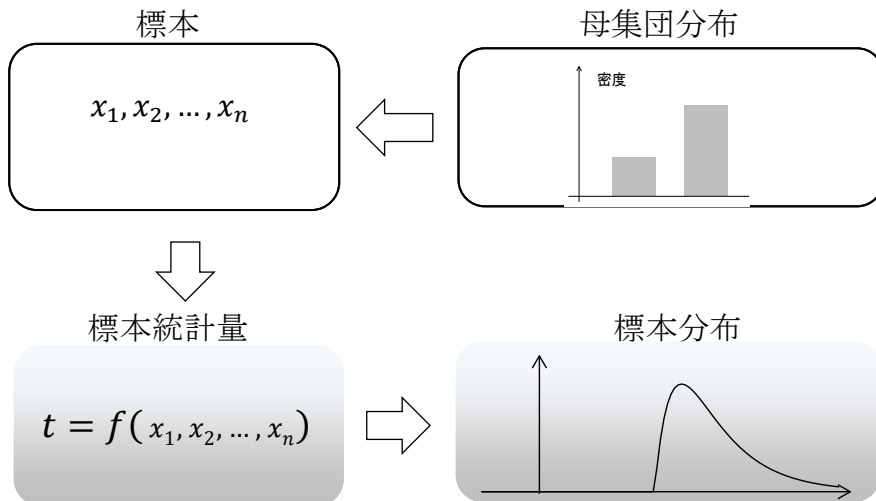 標本
母集団分布
x₁, x₂, … , xₙ
密度
標本統計量
標本分布
t = f( x₁, x₂, … , xₙ)